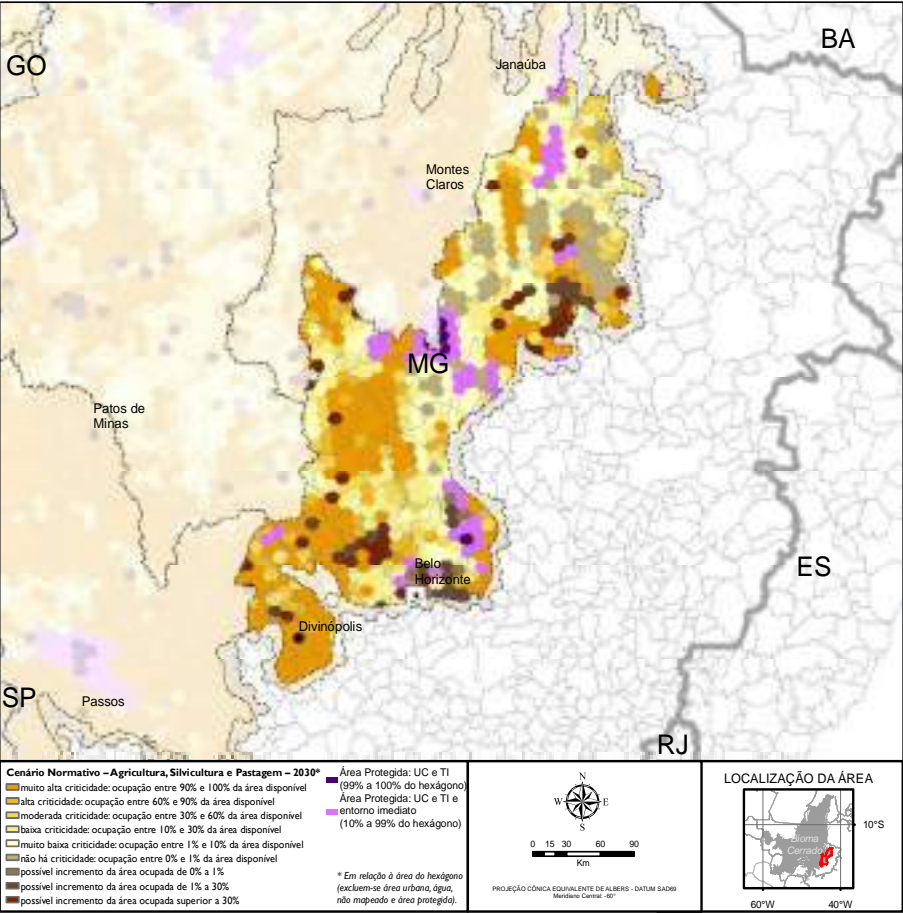 BA
GO
Janaúba
Montes
Claros
MG
Patos de
Minas
ES
Belo
Horizonte
Divinópolis
SP
Passos
RJ
Cenário Normativo – Agricultura, Silvicultura e Pastagem – 2030*
muito alta criticidade: ocupação entre 90% e 100% da área disponível
alta criticidade: ocupação entre 60% e 90% da área disponível
moderada criticidade: ocupação entre 30% e 60% da área disponível
baixa criticidade: ocupação entre 10% e 30% da área disponível
muito baixa criticidade: ocupação entre 1% e 10% da área disponível
não há criticidade: ocupação entre 0% e 1% da área disponível
possível incremento da área ocupada de 0% a 1%
possível incremento da área ocupada de 1% a 30%
possível incremento da área ocupada superior a 30%
Área Protegida: UC e TI
(99% a 100% do hexágono)
Área Protegida: UC e TI e
entorno imediato
(10% a 99% do hexágono)
* Em relação à área do hexágono
(excluem-se área urbana, água,
não mapeado e área protegida).
N
W E
S
0 15 30 60 90
Km
PROJEÇÃO CÔNICA EQUIVALENTE DE ALBERS - DATUM SAD69
Meridiano Central: -60°
LOCALIZAÇÃO DA ÁREA
10°S
Bioma
Cerrado
60°W 40°W